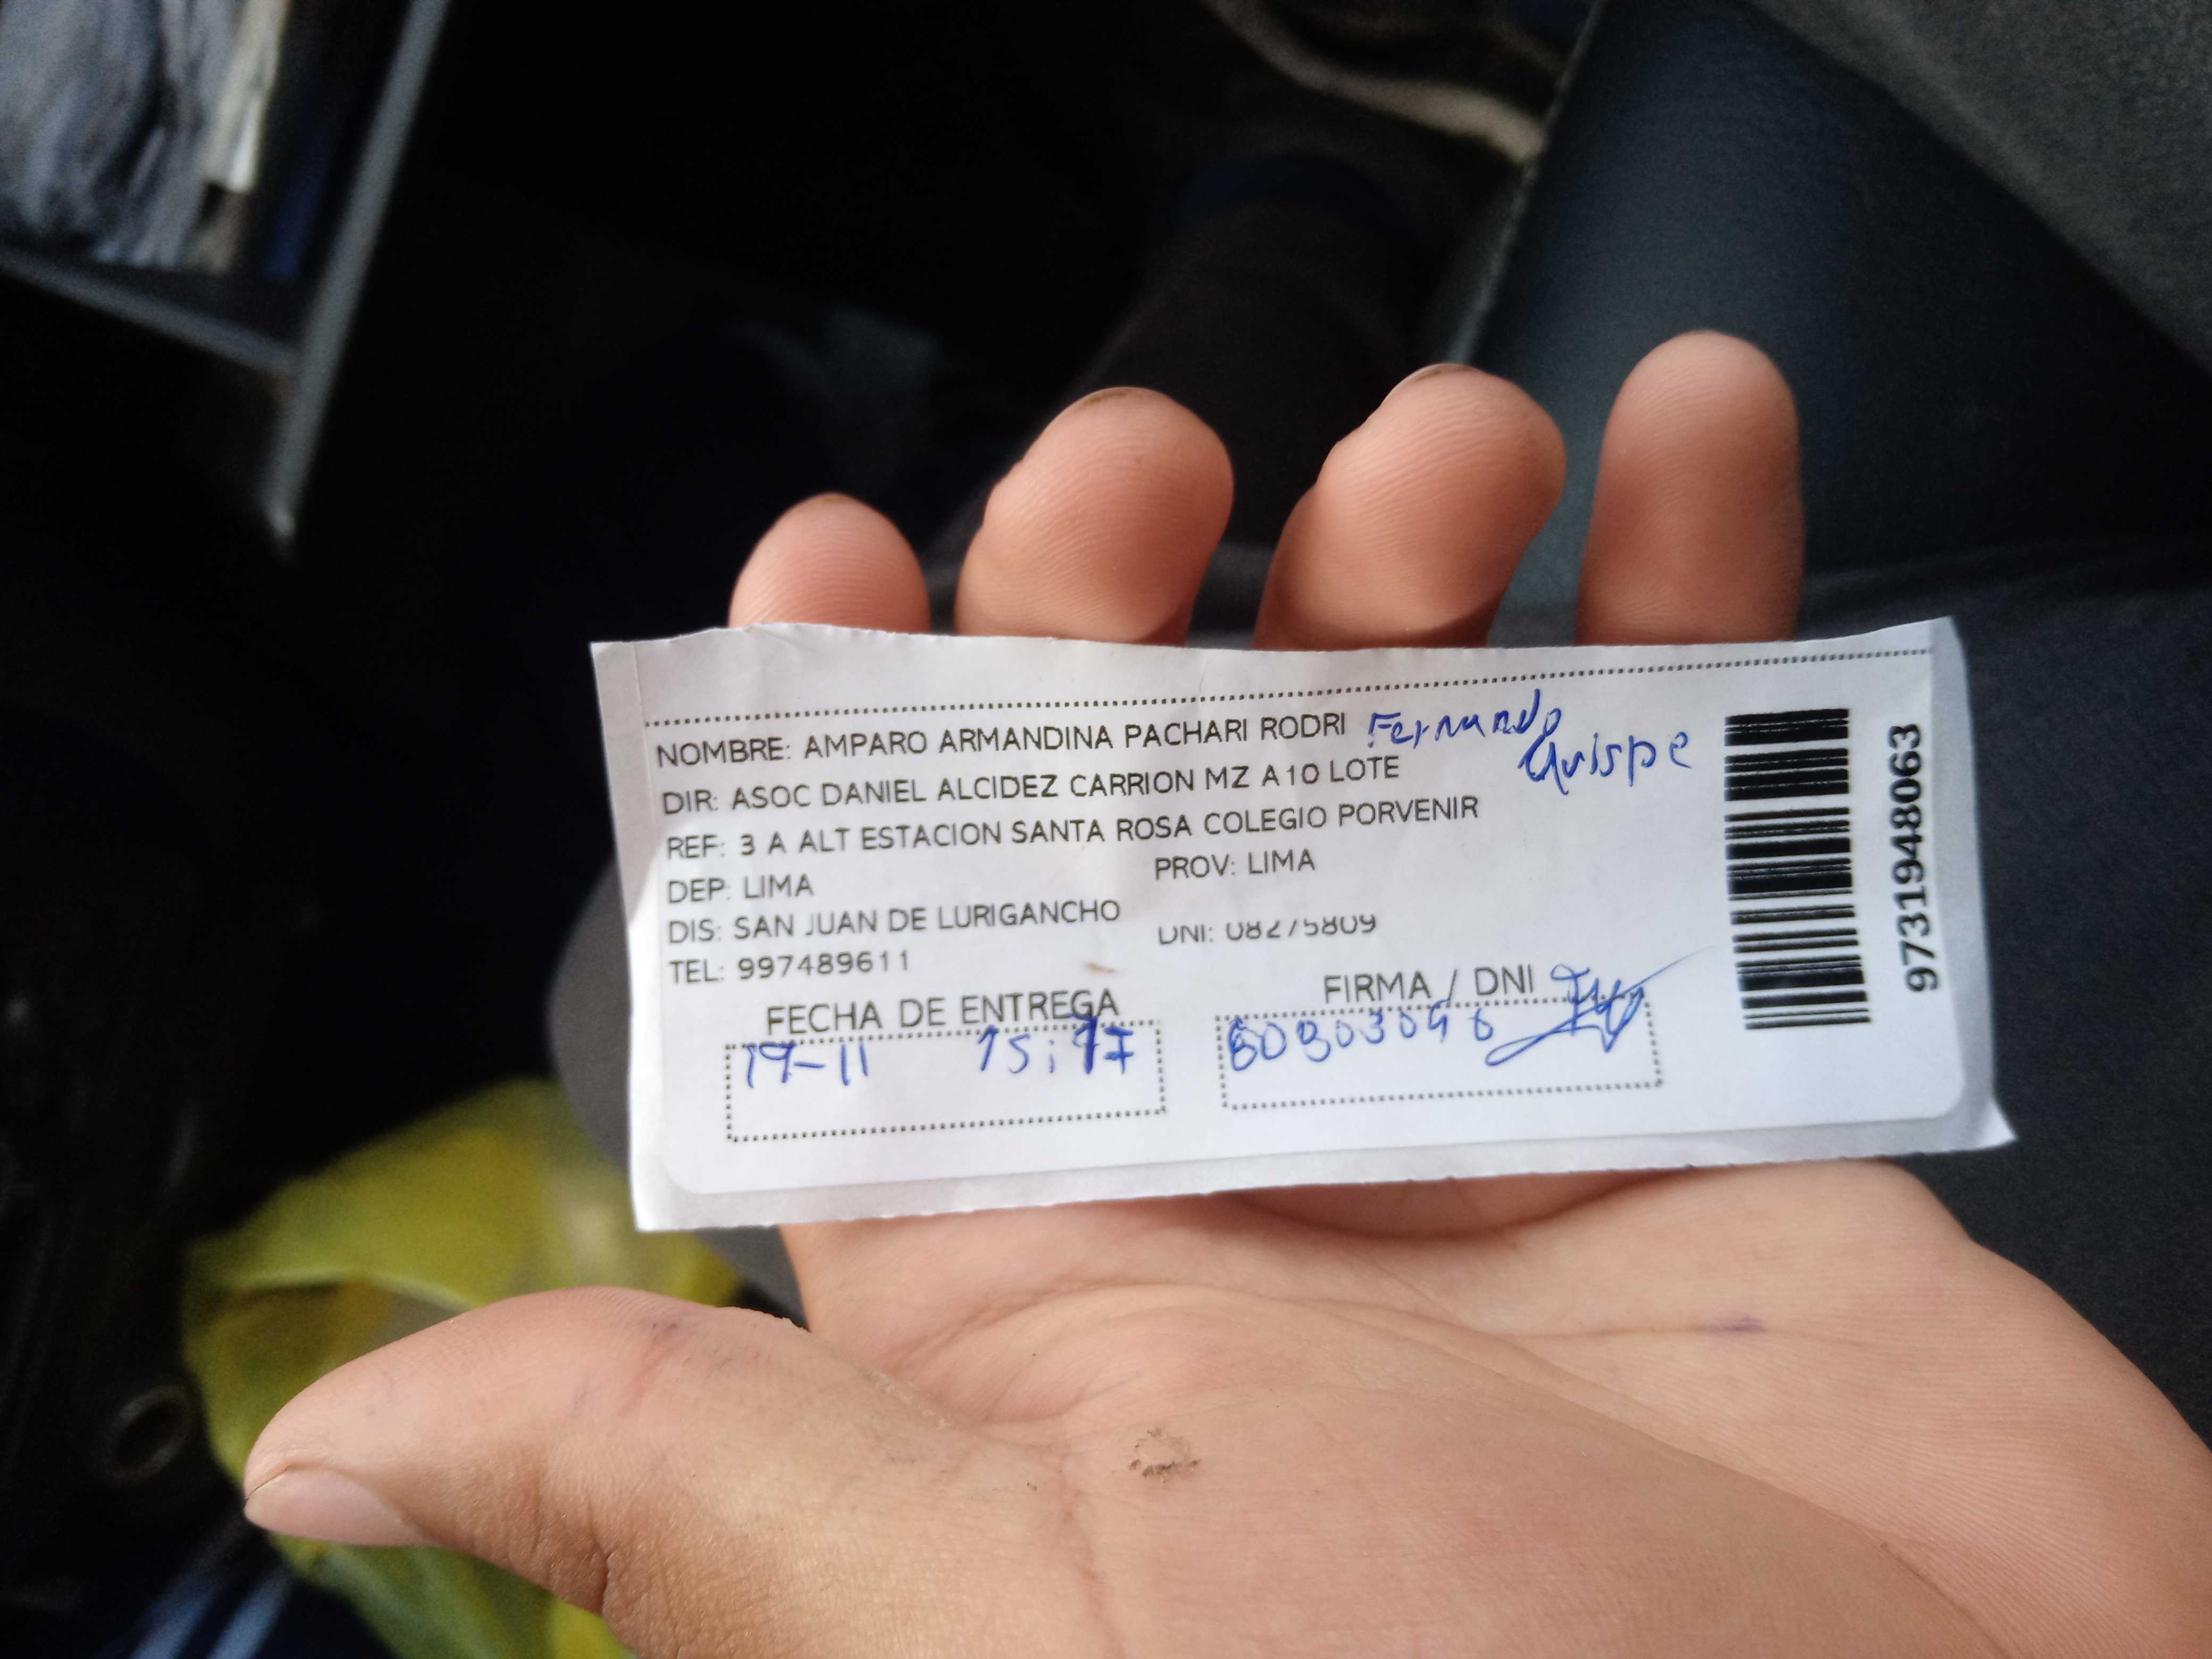 NOMBRE: AMPARO ARMANDINA PACHARI RODRI Fernando
Quispe
DIR: ASOC DANIEL ALCIDEZ CARRION MZ A10 LOTE
REF: 3 A ALT ESTACION SANTA ROSA COLEGIO PORVENIR
DEP: LIMA PROV: LIMA
DIS: SAN JUAN DE LURIGANCHO DNI: 08275809
TEL: 997489611
FECHA DE ENTREGA FIRMA / DNI
19-11 15:17
9731948063